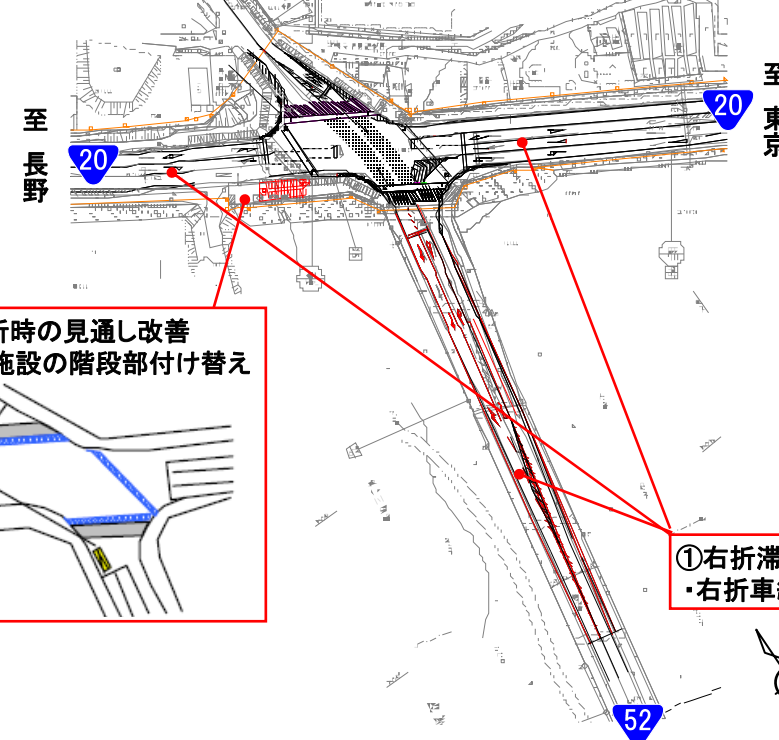 至 長野
20
20
至 東京
折時の見通し改善
施設の階段部付け替え
①右折滞
・右折車
52